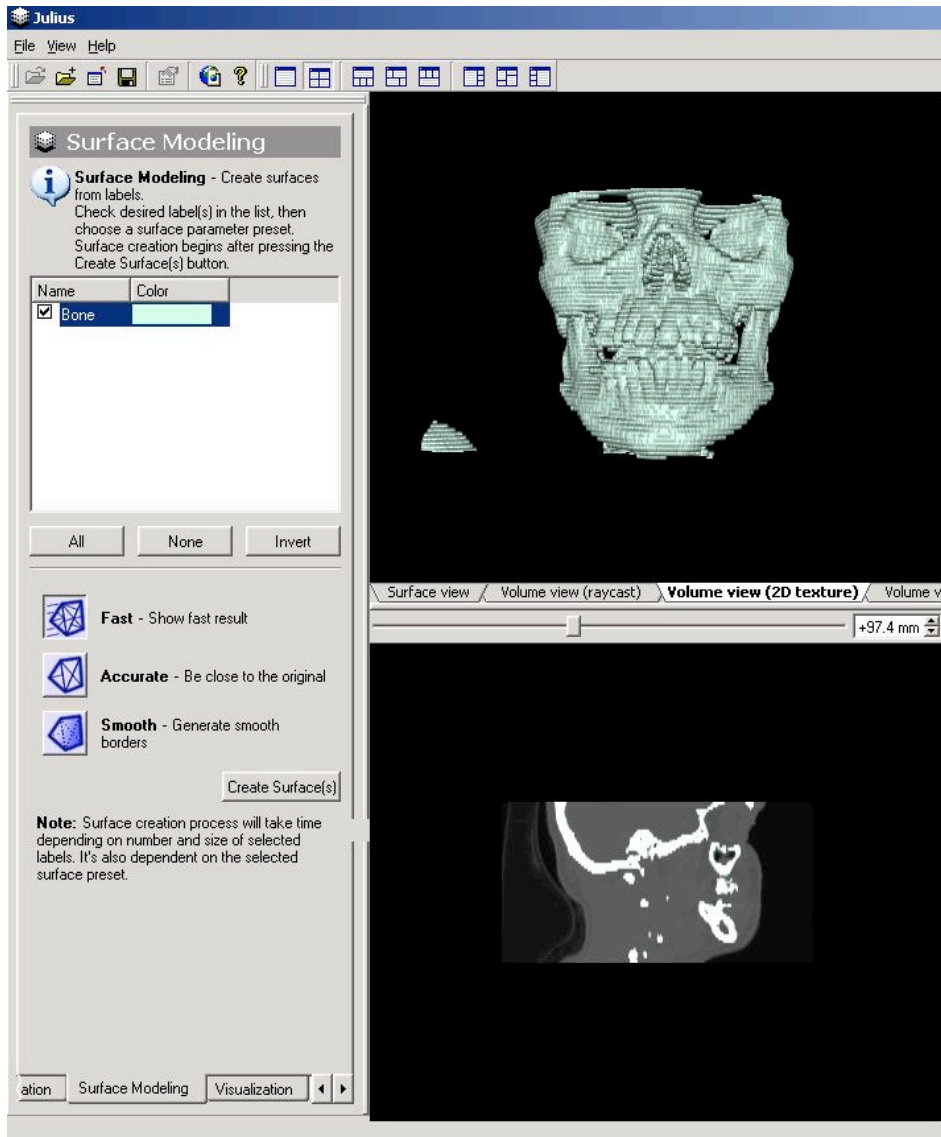 Julius
File View Help
Surface Modeling
Surface Modeling - Create surfaces
from labels.
Check desired label(s) in the list, then
choose a surface parameter preset.
Surface creation begins after pressing the
Create Surface(s) button.
Name Color
Bone
All None Invert
Surface view Volume view (raycast) Volume view (2D texture) Volume v
Fast - Show fast result
+97.4 mm
Accurate - Be close to the original
Smooth - Generate smooth
borders
Create Surface(s)
Note: Surface creation process will take time
depending on number and size of selected
labels. It's also dependent on the selected
surface preset.
ation Surface Modeling Visualization